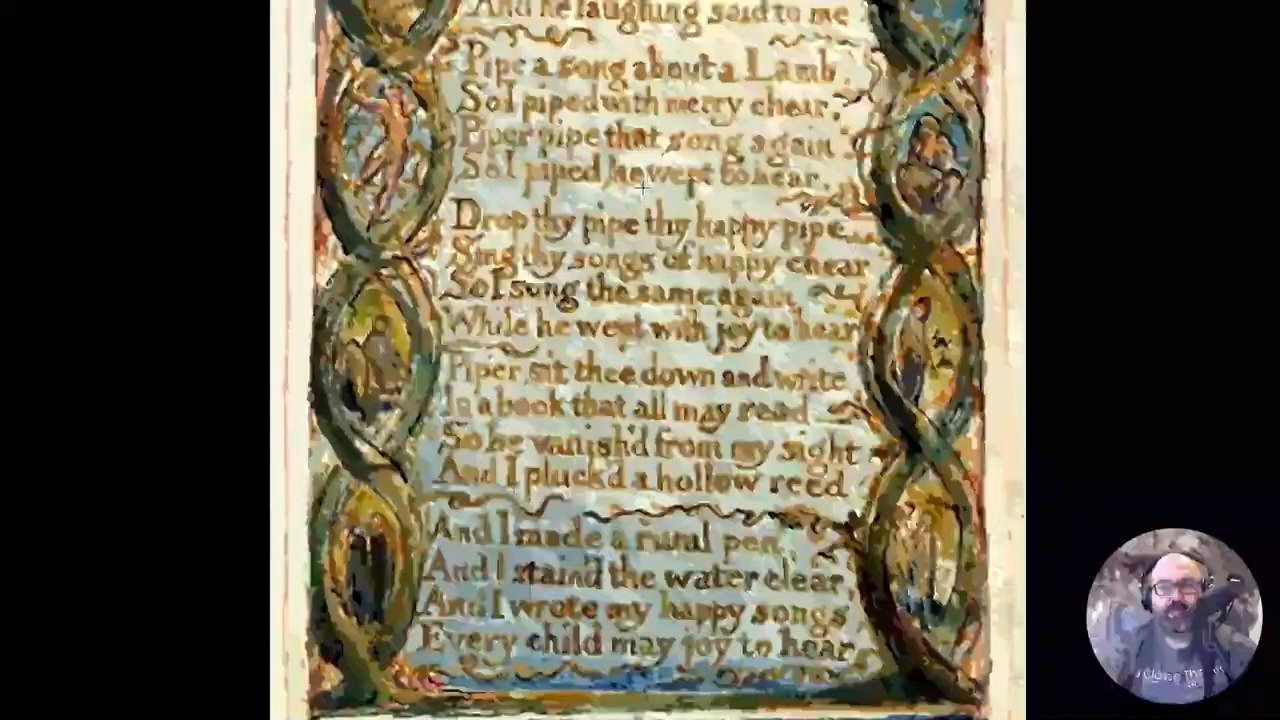 And he laughing said to me
Pipe a song about a Lamb;
So I piped with merry chear,
Piper pipe that song again
So I piped, he wept to hear.
Drop thy pipe thy happy pipe
Sing thy songs of happy chear
So I sung the same again
While he wept with joy to hear
Piper sit thee down and write
In a book that all may read
So he vanish'd from my sight
And I pluck'd a hollow reed
And I made a rural pen,
And I stain'd the water clear,
And I wrote my happy songs
Every child may joy to hear